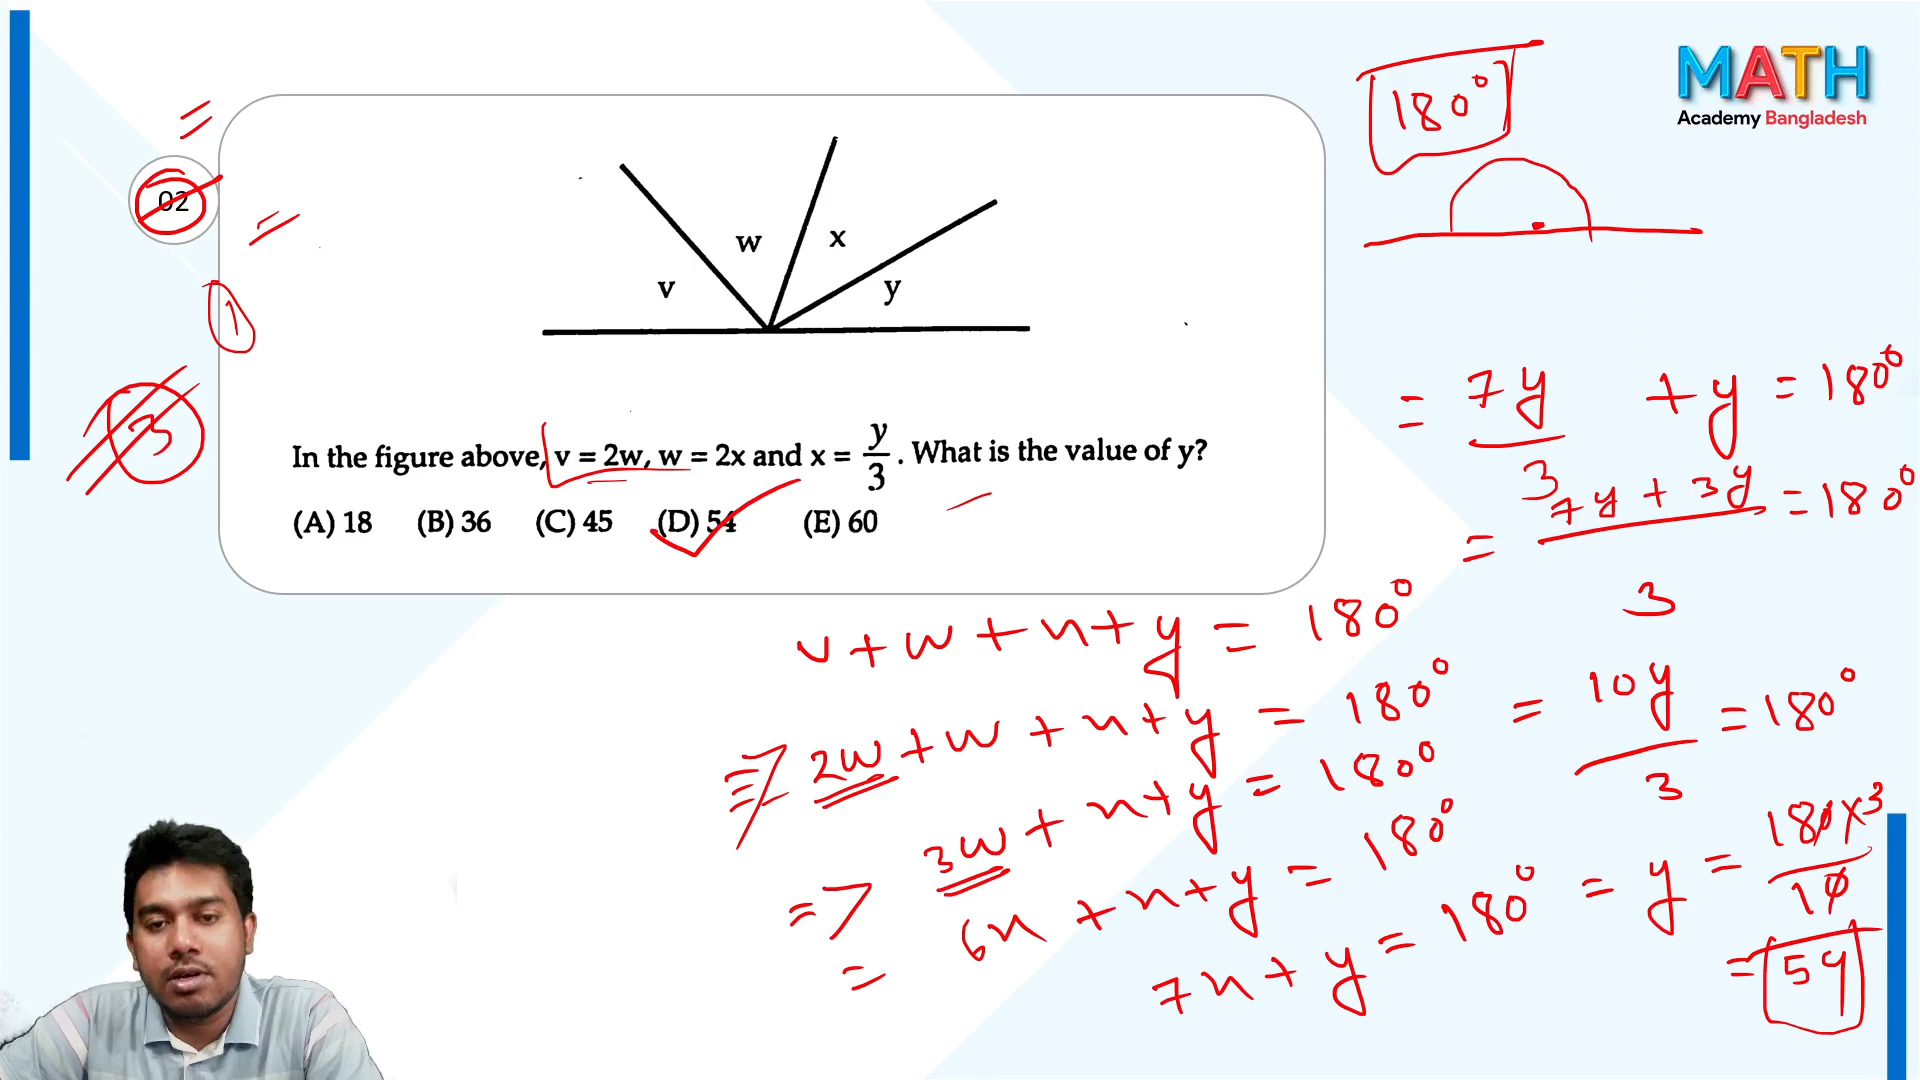 MATH
Academy Bangladesh
180°
=
02
=
1
3
w
x
v
y
In the figure above, v = 2w, w = 2x and x = y/3. What is the value of y?
(A) 18 (B) 36 (C) 45 (D) 54 (E) 60
v+w+x+y = 180°
=> 2w+w+x+y = 180°
=> 3w+x+y = 180°
= 6x+x+y = 180°
7x+y = 180°
= 7y/3 + y = 180°
= 7y+3y/3 = 180°
= 10y/3 = 180°
= y = 180×3/10
= 54